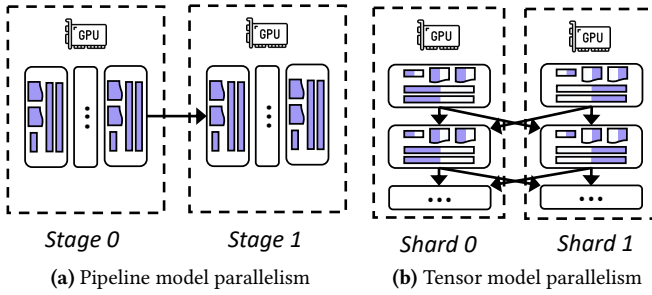 GPU
GPU
GPU
GPU
Stage 0
Stage 1
Shard 0
Shard 1
(a) Pipeline model parallelism
(b) Tensor model parallelism